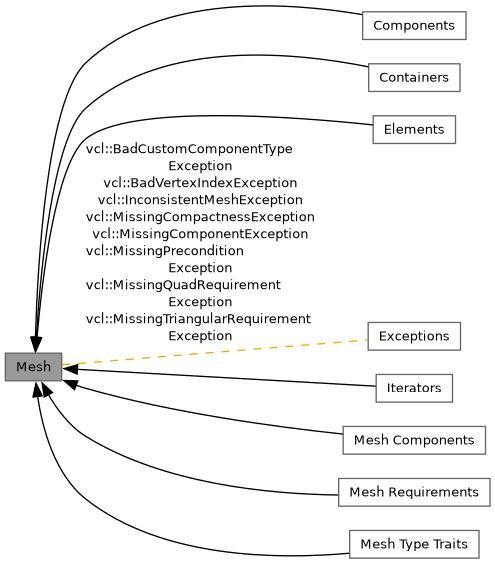 Components
Containers
Elements
vcl::BadCustomComponentType
Exception
vcl::BadVertexIndexException
vcl::InconsistentMeshException
vcl::MissingCompactnessException
vcl::MissingComponentException
vcl::MissingPrecondition
Exception
vcl::MissingQuadRequirement
Exception
vcl::MissingTriangularRequirement
Exception
Exceptions
Mesh
Iterators
Mesh Components
Mesh Requirements
Mesh Type Traits